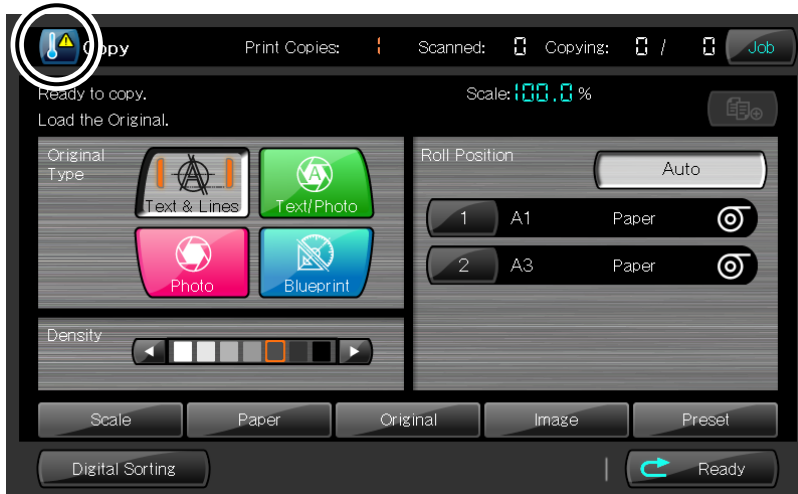 Copy Print Copies: 1 Scanned: 0 Copying: 0 / 0 Job
Ready to copy. Scale: 100.0 %
Load the Original.
Original Type
Text & Lines Text/Photo
Photo Blueprint
Density
Roll Position Auto
1 A1 Paper
2 A3 Paper
Scale Paper Original Image Preset
Digital Sorting Ready